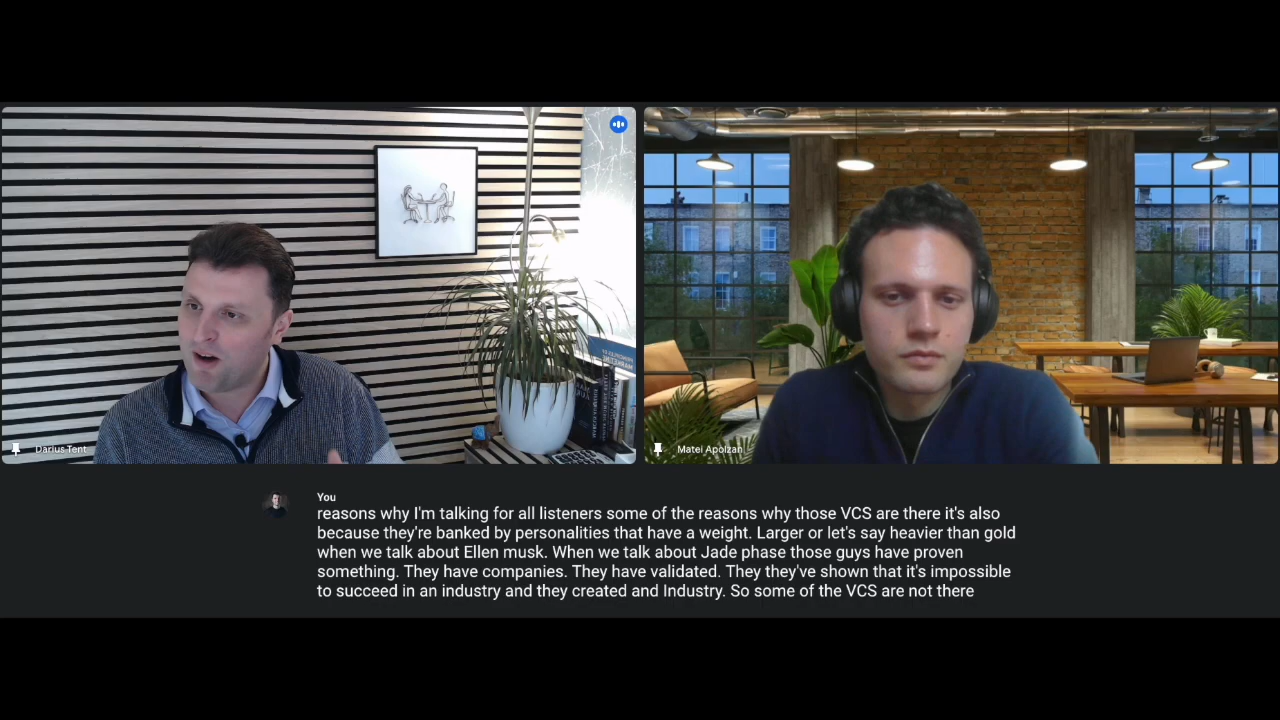 Darius Tent
Matei Apolzan
You
reasons why I'm talking for all listeners some of the reasons why those VCS are there it's also
because they're banked by personalities that have a weight. Larger or let's say heavier than gold
when we talk about Ellen musk. When we talk about Jade phase those guys have proven
something. They have companies. They have validated. They they've shown that it's impossible
to succeed in an industry and they created and Industry. So some of the VCS are not there